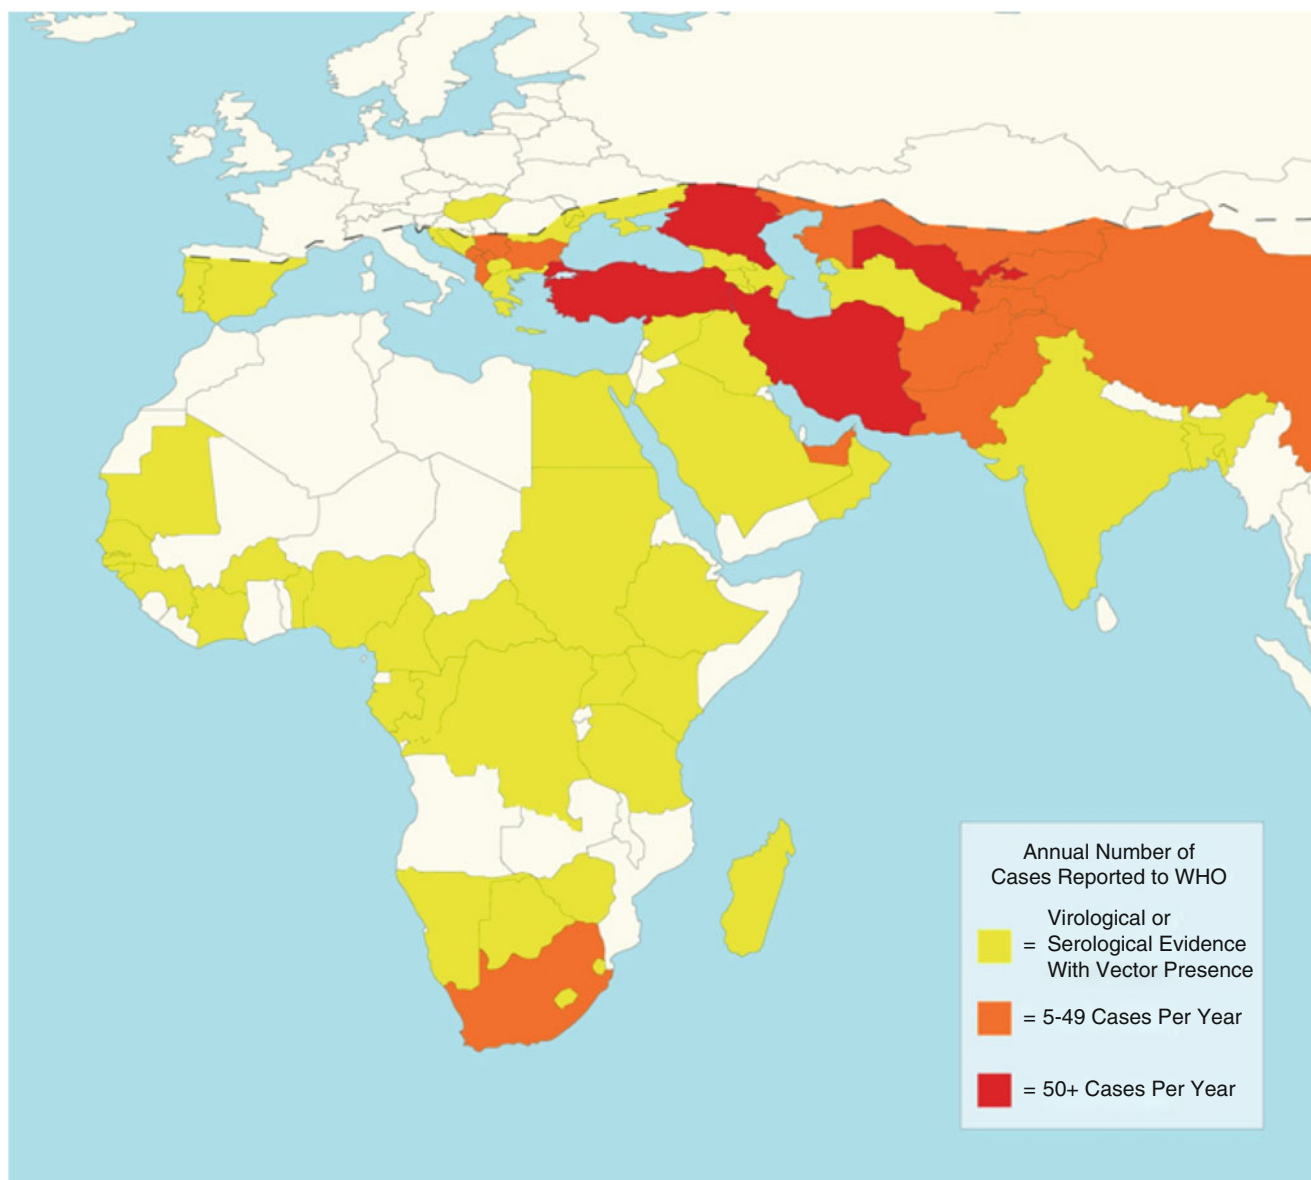 Annual Number of
Cases Reported to WHO
Virological or
= Serological Evidence
With Vector Presence
= 5-49 Cases Per Year
= 50+ Cases Per Year